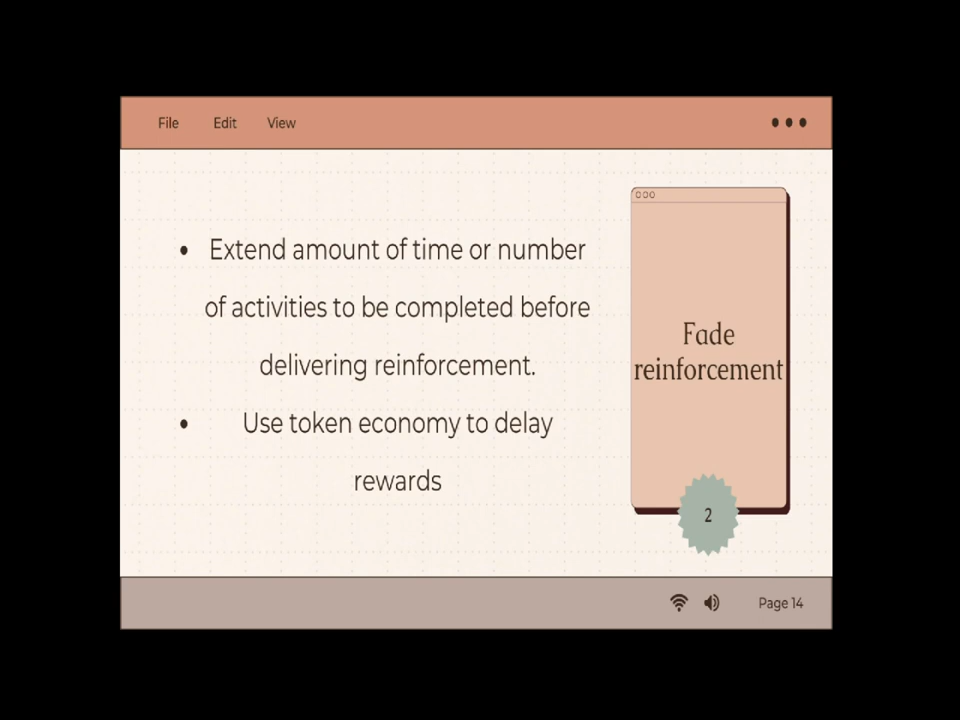 File Edit View
• Extend amount of time or number
of activities to be completed before
delivering reinforcement.
• Use token economy to delay
rewards
Fade
reinforcement
2
Page 14